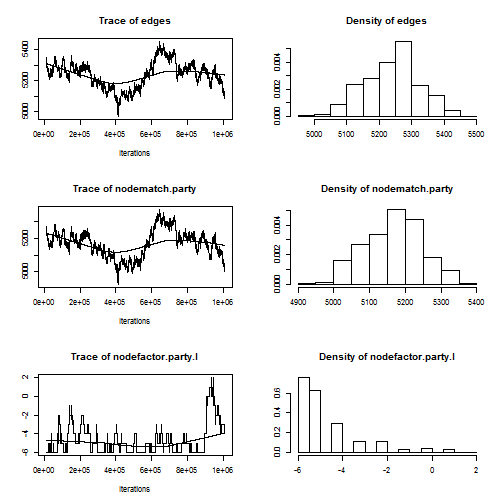 Trace of edges
Density of edges
5000 5200 5400
0e+00 2e+05 4e+05 6e+05 8e+05 1e+06
Iterations
0.000 0.002 0.004
5000 5100 5200 5300 5400 5500
Trace of nodematch.party
Density of nodematch.party
5000 5200
0e+00 2e+05 4e+05 6e+05 8e+05 1e+06
Iterations
0.000 0.002 0.004
4900 5000 5100 5200 5300 5400
Trace of nodefactor.party.I
Density of nodefactor.party.I
-6 -4 -2 0 2
0e+00 2e+05 4e+05 6e+05 8e+05 1e+06
Iterations
0.0 0.2 0.4 0.6
-6 -4 -2 0 2